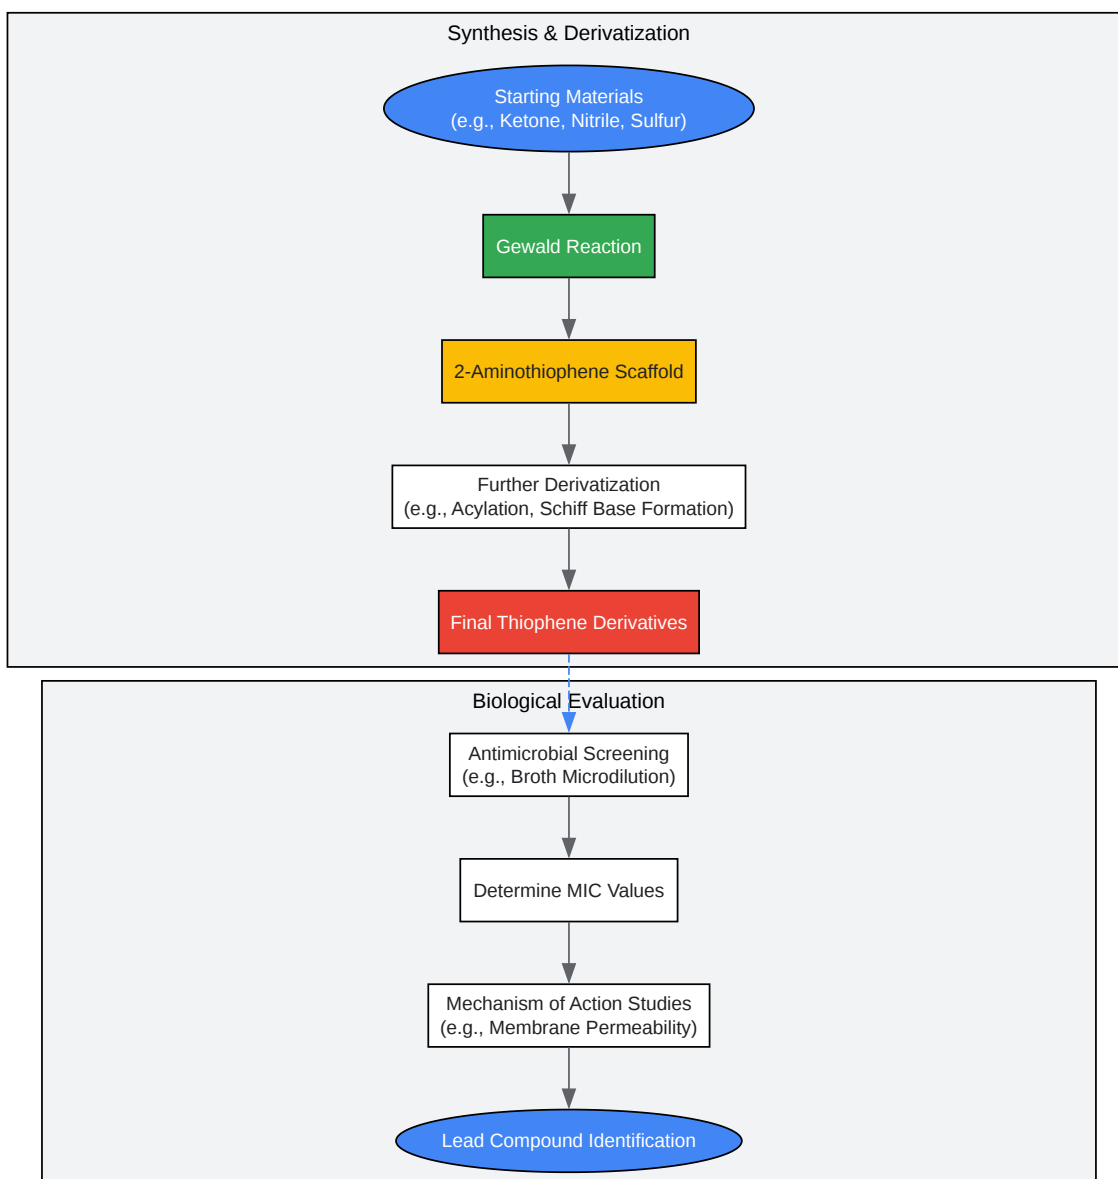 Synthesis & Derivatization
Starting Materials
(e.g., Ketone, Nitrile, Sulfur)
Gewald Reaction
2-Aminothiophene Scaffold
Further Derivatization
(e.g., Acylation, Schiff Base Formation)
Final Thiophene Derivatives
Biological Evaluation
Antimicrobial Screening
(e.g., Broth Microdilution)
Determine MIC Values
Mechanism of Action Studies
(e.g., Membrane Permeability)
Lead Compound Identification